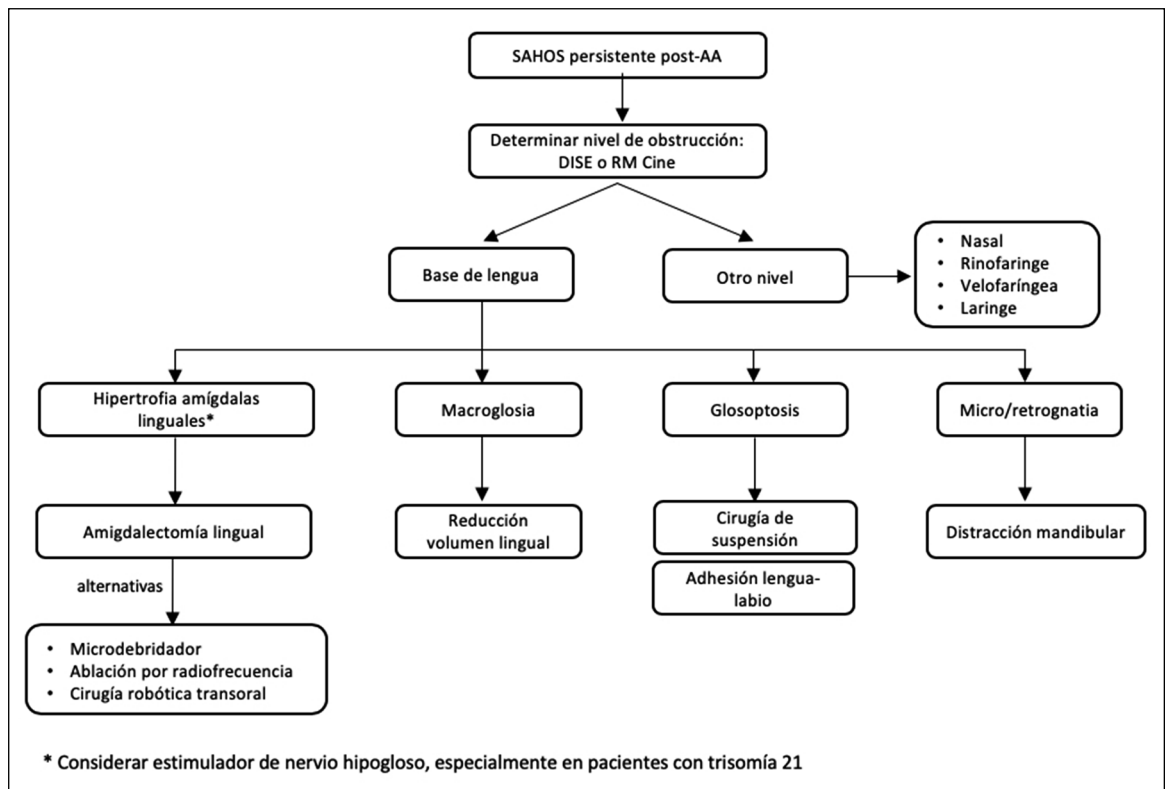 SAHOS persistente post-AA
Determinar nivel de obstrucción:
DISE o RM Cine
Base de lengua
Otro nivel
• Nasal
• Rinofaringe
• Velofaríngea
• Laringe
Hipertrofia amígdalas
linguales*
Macroglosia
Glosoptosis
Micro/retrognatia
Amigdalectomía lingual
Reducción
volumen lingual
Cirugía de
suspensión
Adhesión lengua-
labio
Distracción mandibular
alternativas
• Microdebridador
• Ablación por radiofrecuencia
• Cirugía robótica transoral
* Considerar estimulador de nervio hipogloso, especialmente en pacientes con trisomía 21